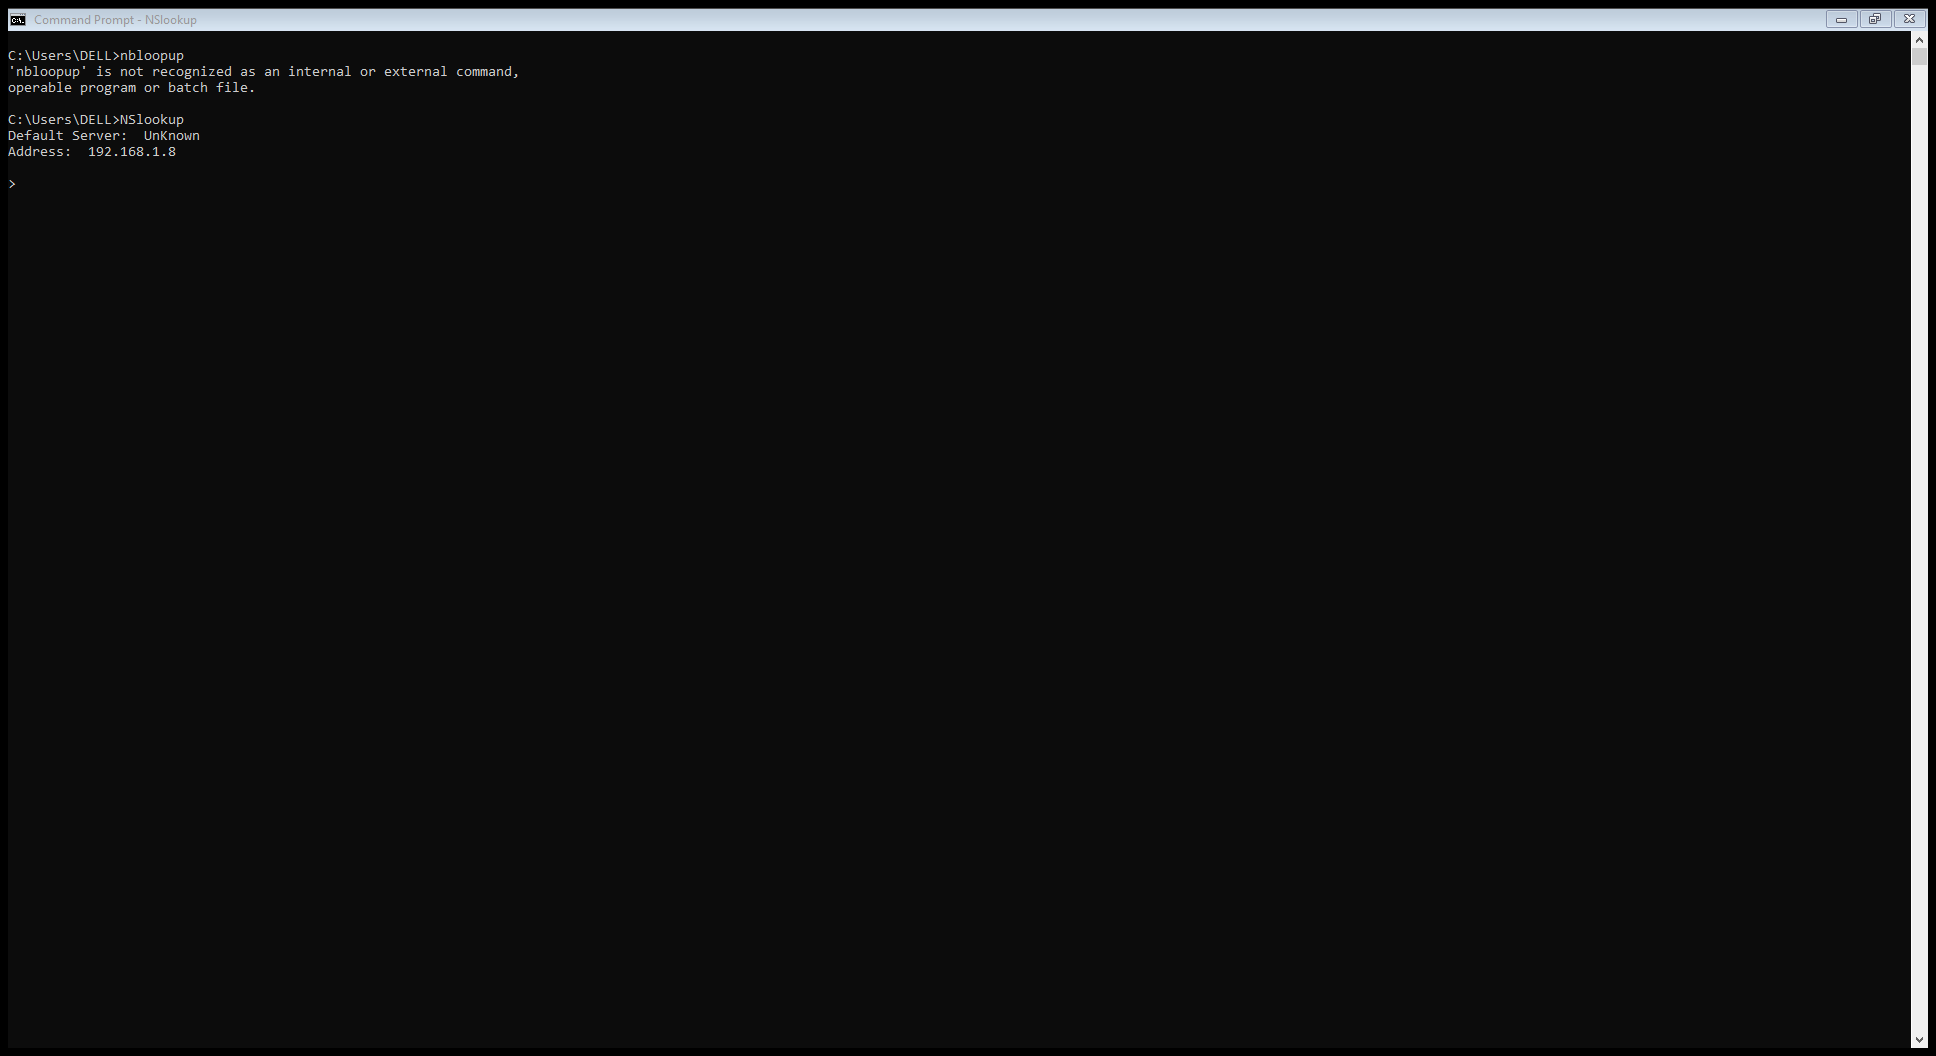 Command Prompt - NSlookup
C:\Users\DELL>nbloopup
'nbloopup' is not recognized as an internal or external command,
operable program or batch file.
C:\Users\DELL>NSlookup
Default Server:  UnKnown
Address:  192.168.1.8
>